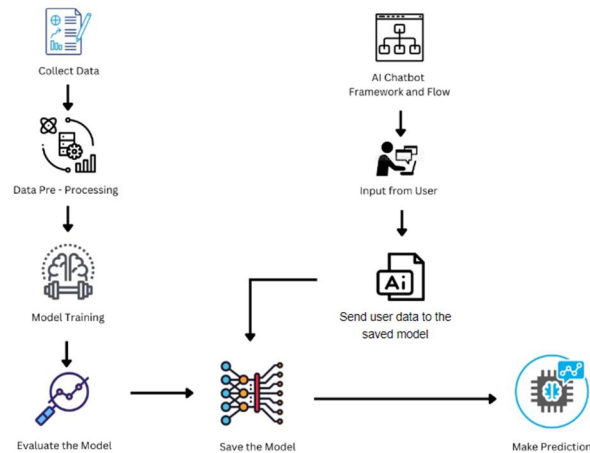 Collect Data
Data Pre - Processing
Model Training
Evaluate the Model
AI Chatbot
Framework and Flow
Input from User
Ai
Send user data to the
saved model
Save the Model
Make Prediction